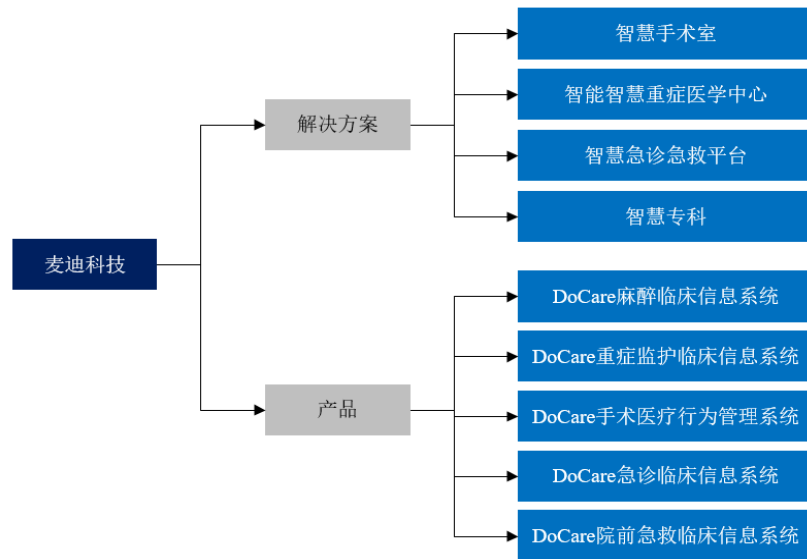 麦迪科技
解决方案
智慧手术室
智能智慧重症医学中心
智慧急诊急救平台
智慧专科
产品
DoCare麻醉临床信息系统
DoCare重症监护临床信息系统
DoCare手术医疗行为管理系统
DoCare急诊临床信息系统
DoCare院前急救临床信息系统